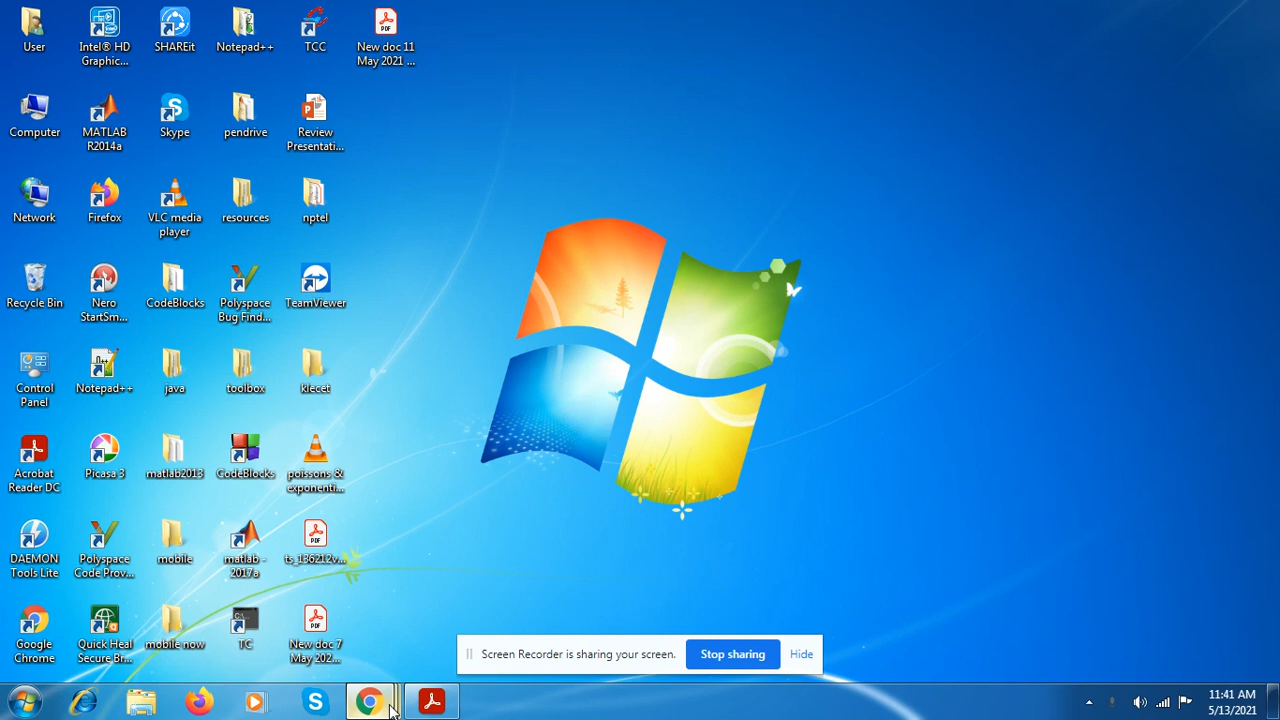 User
Intel® HD
Graphic...
SHAREit
Notepad++
TCC
New doc 11
May 2021 ...
Computer
MATLAB
R2014a
Skype
pendrive
Review
Presentati...
Network
Firefox
VLC media
player
resources
nptel
Recycle Bin
Nero
StartSm...
CodeBlocks
Polyspace
Bug Find...
TeamViewer
Control
Panel
Notepad++
java
toolbox
klecet
Acrobat
Reader DC
Picasa 3
matlab2013
CodeBlocks
poissons &
exponenti...
DAEMON
Tools Lite
Polyspace
Code Prov...
mobile
matlab -
2017a
ts_136212v...
Google
Chrome
Quick Heal
Secure Br...
mobile now
TC
New doc 7
May 202...
Screen Recorder is sharing your screen.
Stop sharing
Hide
11:41 AM
5/13/2021